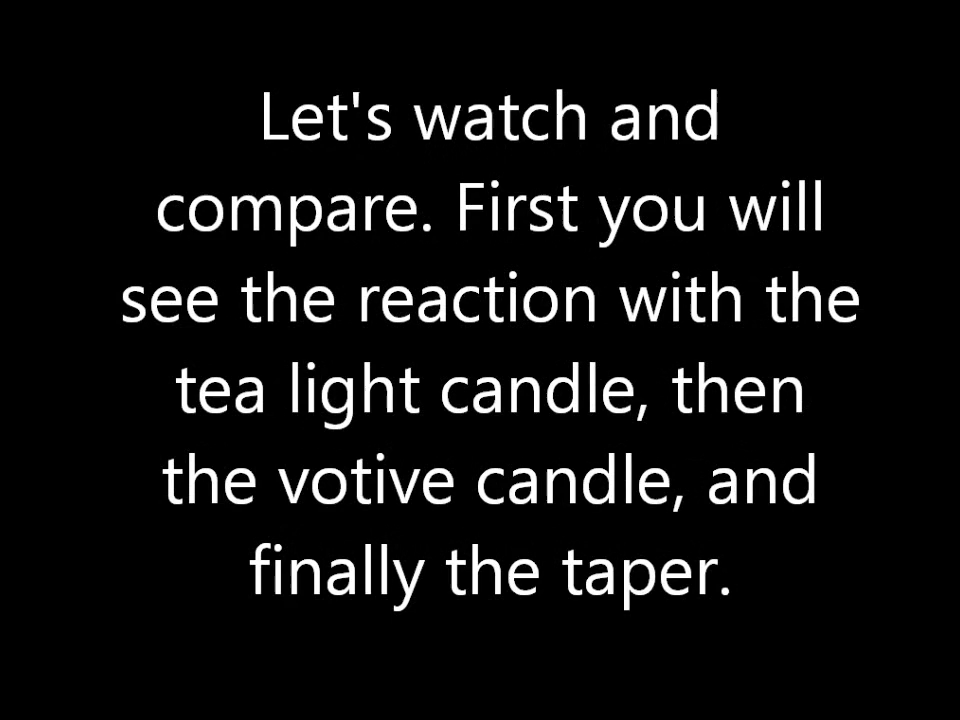 Let's watch and
compare. First you will
see the reaction with the
tea light candle, then
the votive candle, and
finally the taper.